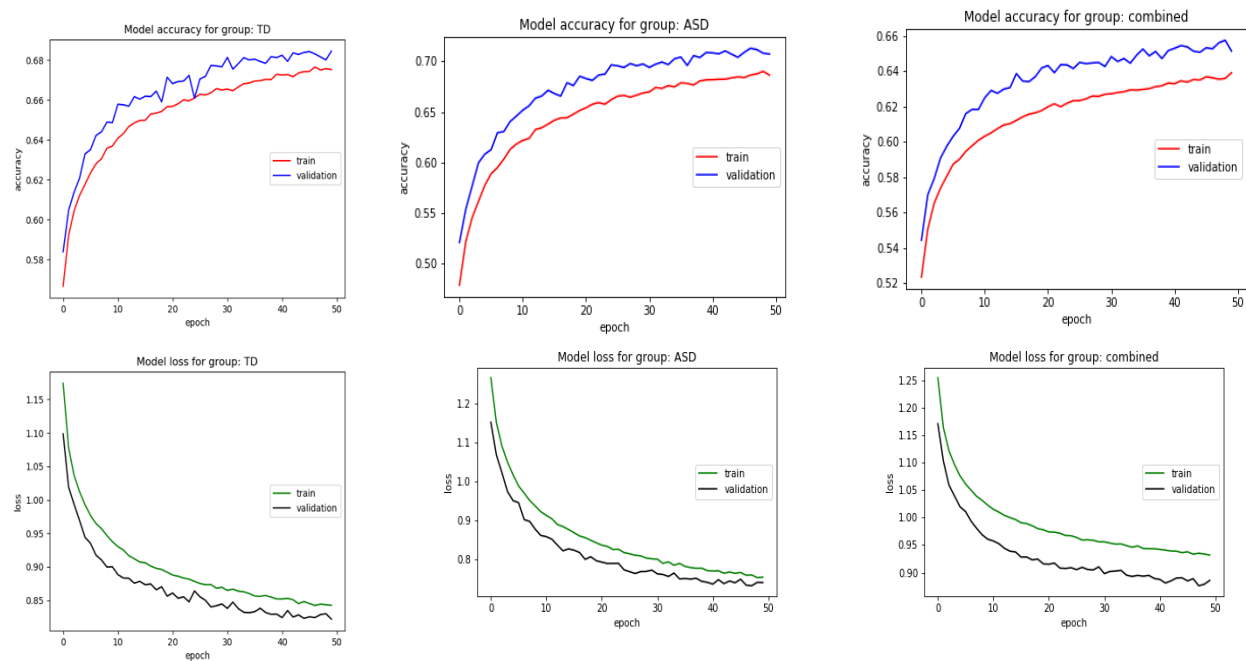 Model accuracy for group: TD
0.68
0.66
0.64
0.62
0.60
0.58
accuracy
train
validation
0 10 20 30 40 50
epoch
Model accuracy for group: ASD
0.70
0.65
0.60
0.55
0.50
accuracy
train
validation
0 10 20 30 40 50
epoch
Model accuracy for group: combined
0.66
0.64
0.62
0.60
0.58
0.56
0.54
0.52
accuracy
train
validation
0 10 20 30 40 50
epoch
Model loss for group: TD
1.15
1.10
1.05
1.00
0.95
0.90
0.85
loss
train
validation
0 10 20 30 40 50
epoch
Model loss for group: ASD
1.2
1.1
1.0
0.9
0.8
loss
train
validation
0 10 20 30 40 50
epoch
Model loss for group: combined
1.25
1.20
1.15
1.10
1.05
1.00
0.95
0.90
loss
train
validation
0 10 20 30 40 50
epoch